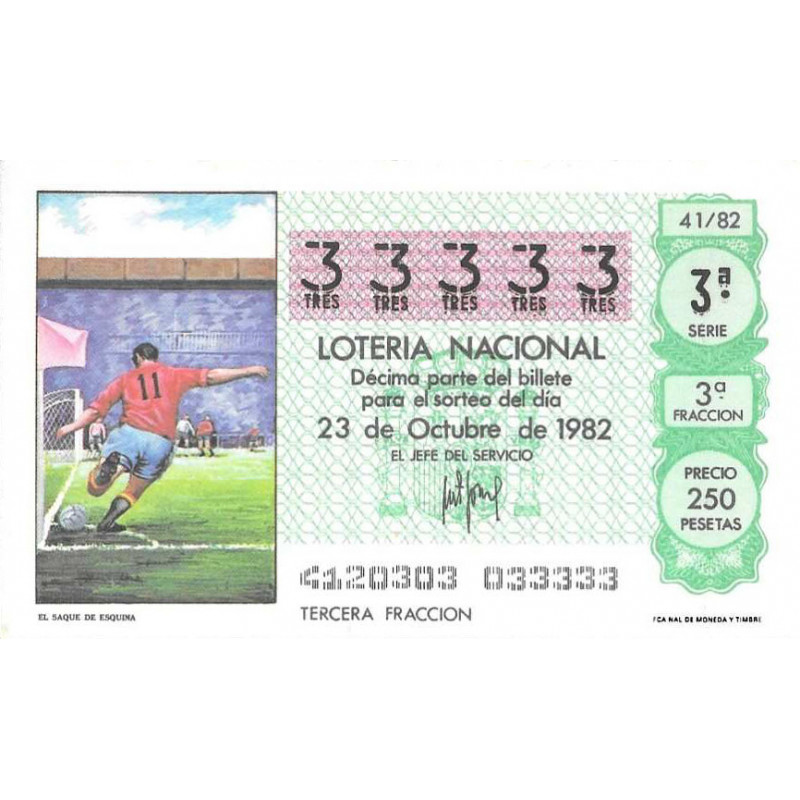 11
EL SAQUE DE ESQUINA
3 3 3 3 3
TRES TRES TRES TRES TRES
LOTERIA NACIONAL
Décima parte del billete
para el sorteo del día
23 de Octubre de 1982
EL JEFE DEL SERVICIO
4120303 033333
TERCERA FRACCION
41/82
3ª
SERIE
3ª
FRACCION
PRECIO
250
PESETAS
FCA NAL DE MONEDA Y TIMBRE